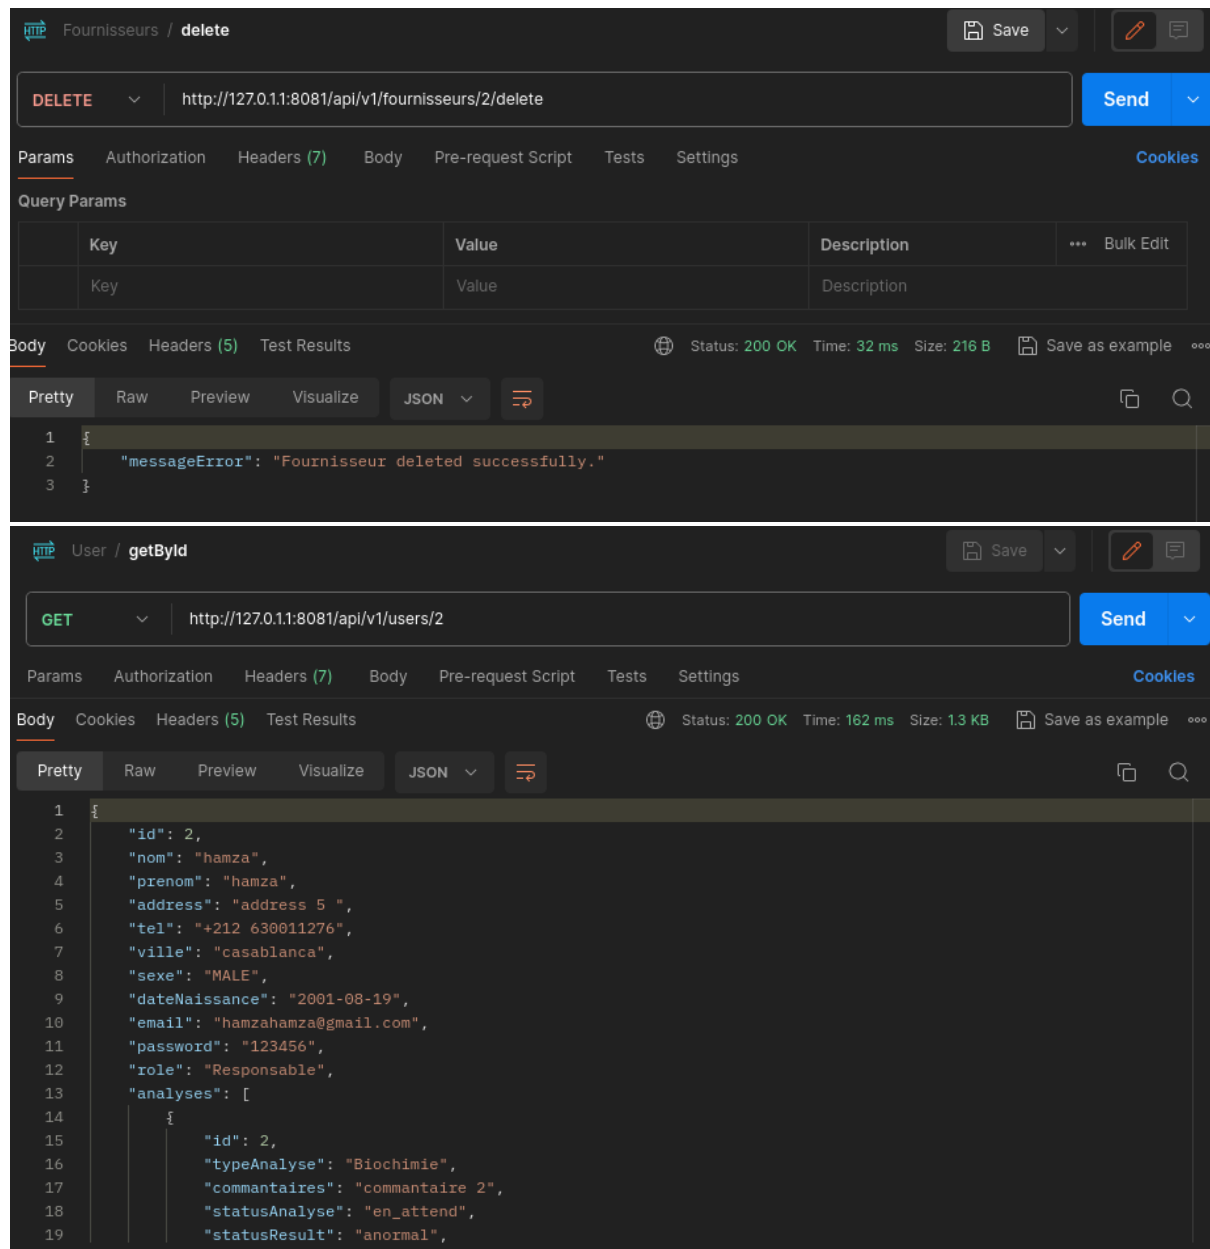 HTTP Fournisseurs / delete Save
DELETE http://127.0.1.1:8081/api/v1/fournisseurs/2/delete Send
Params Authorization Headers (7) Body Pre-request Script Tests Settings Cookies
Query Params
Key Value Description ••• Bulk Edit
Key Value Description
Body Cookies Headers (5) Test Results Status: 200 OK Time: 32 ms Size: 216 B Save as example
Pretty Raw Preview Visualize JSON
1 {
2 "messageError": "Fournisseur deleted successfully."
3 }
HTTP User / getById Save
GET http://127.0.1.1:8081/api/v1/users/2 Send
Params Authorization Headers (7) Body Pre-request Script Tests Settings Cookies
Body Cookies Headers (5) Test Results Status: 200 OK Time: 162 ms Size: 1.3 KB Save as example
Pretty Raw Preview Visualize JSON
1 {
2 "id": 2,
3 "nom": "hamza",
4 "prenom": "hamza",
5 "address": "address 5 ",
6 "tel": "+212 630011276",
7 "ville": "casablanca",
8 "sexe": "MALE",
9 "dateNaissance": "2001-08-19",
10 "email": "hamzahamza@gmail.com",
11 "password": "123456",
12 "role": "Responsable",
13 "analyses": [
14 {
15 "id": 2,
16 "typeAnalyse": "Biochimie",
17 "commantaires": "commantaire 2",
18 "statusAnalyse": "en_attend",
19 "statusResult": "anormal",